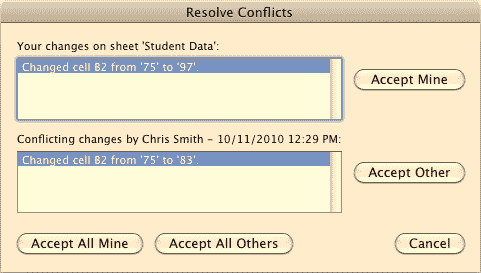 Resolve Conflicts
Your changes on sheet 'Student Data':
Changed cell B2 from '75' to '97'.
Accept Mine
Conflicting changes by Chris Smith - 10/11/2010 12:29 PM:
Changed cell B2 from '75' to '83'.
Accept Other
Accept All Mine
Accept All Others
Cancel